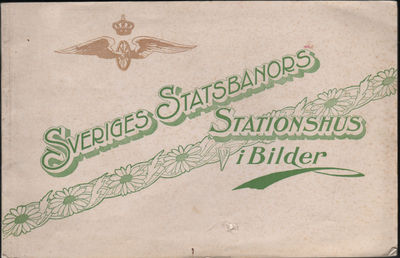 SVERIGES STATSBANORS
STATIONSHUS
i Bilder